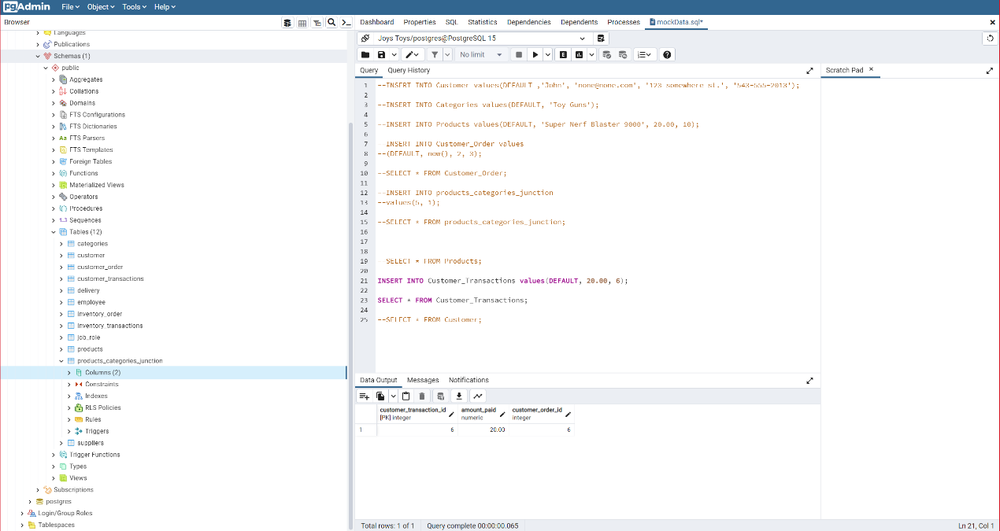 pgAdmin File Object Tools Help
Browser
Dashboard Properties SQL Statistics Dependencies Dependents Processes mockData.sql*
Languages
Publications
Schemas (1)
public
Aggregates
Collations
Domains
FTS Configurations
FTS Dictionaries
Aa FTS Parsers
FTS Templates
Foreign Tables
Functions
Materialized Views
Operators
Procedures
1..3 Sequences
Tables (12)
categories
customer
customer_order
customer_transactions
delivery
employee
inventory_order
inventory_transactions
job_role
products
products_categories_junction
Columns (2)
Constraints
Indexes
RLS Policies
Rules
Triggers
suppliers
Trigger Functions
Types
Views
Subscriptions
postgres
Login/Group Roles
Tablespaces
Joys Toys/postgres@PostgreSQL 15
No limit
E
Query Query History
Scratch Pad
1 --INSERT INTO Customer values(DEFAULT ,'John', 'none@none.com', '123 somewhere st.', '543-555-2013');
2
3 --INSERT INTO Categories values(DEFAULT, 'Toy Guns');
4
5 --INSERT INTO Products values(DEFAULT, 'Super Nerf Blaster 9000', 20.00, 10);
6
7 --INSERT INTO Customer_Order values
8 --(DEFAULT, now(), 2, 3);
9
10 --SELECT * FROM Customer_Order;
11
12 --INSERT INTO products_categories_junction
13 --values(5, 1);
14
15 --SELECT * FROM products_categories_junction;
16
17
18
19 --SELECT * FROM Products;
20
21 INSERT INTO Customer_Transactions values(DEFAULT, 20.00, 6);
22
23 SELECT * FROM Customer_Transactions;
24
25 --SELECT * FROM Customer;
Data Output Messages Notifications
customer_transaction_id amount_paid customer_order_id
[PK] integer numeric integer
1 6 20.00 6
Total rows: 1 of 1 Query complete 00:00:00.065 Ln 21, Col 1